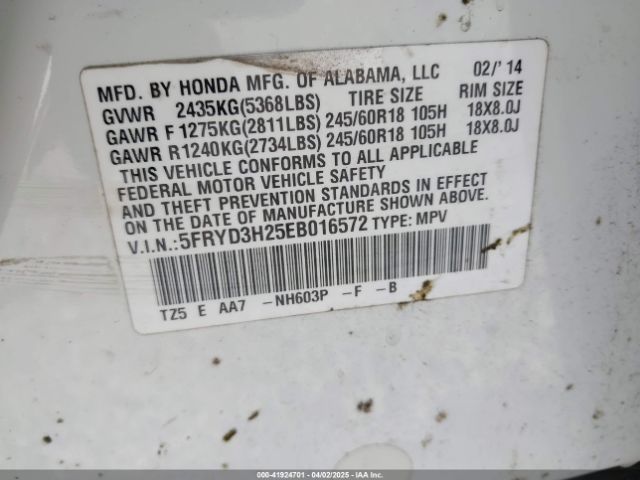 MFD. BY HONDA MFG. OF ALABAMA, LLC 02/'14
GVWR 2435KG(5368LBS) TIRE SIZE RIM SIZE
GAWR F 1275KG(2811LBS) 245/60R18 105H 18X8.0J
GAWR R1240KG(2734LBS) 245/60R18 105H 18X8.0J
THIS VEHICLE CONFORMS TO ALL APPLICABLE
FEDERAL MOTOR VEHICLE SAFETY
AND THEFT PREVENTION STANDARDS IN EFFECT
ON THE DATE OF MANUFACTURE SHOWN ABOVE.
V.I.N.:5FRYD3H25EB016572 TYPE: MPV
TZ5 E AA7 -NH603P -F -B
000-41924701 - 04/02/2025 - IAA Inc.